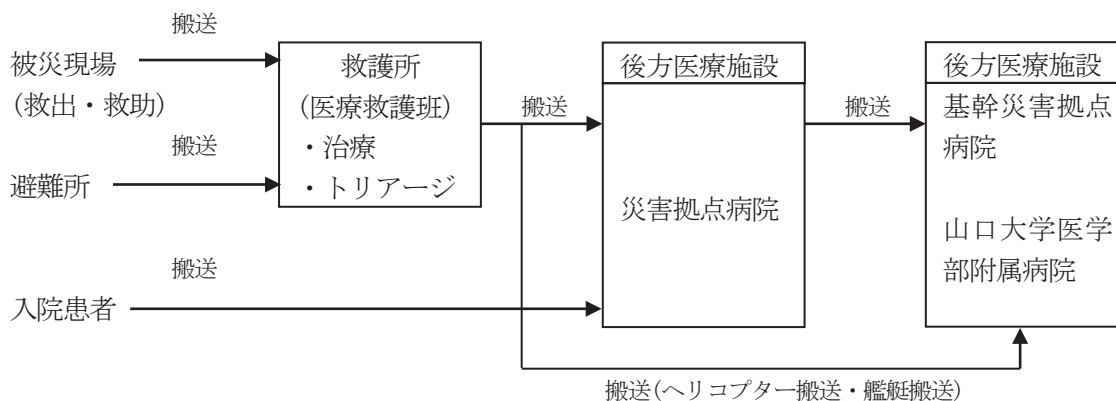 搬送
被災現場
(救出・救助)
搬送
避難所
救護所
(医療救護班)
・治療
・トリアージ
搬送
入院患者
搬送
後方医療施設
災害拠点病院
搬送
後方医療施設
基幹災害拠点
病院
山口大学医学
部附属病院
搬送(ヘリコプター搬送・艦艇搬送)